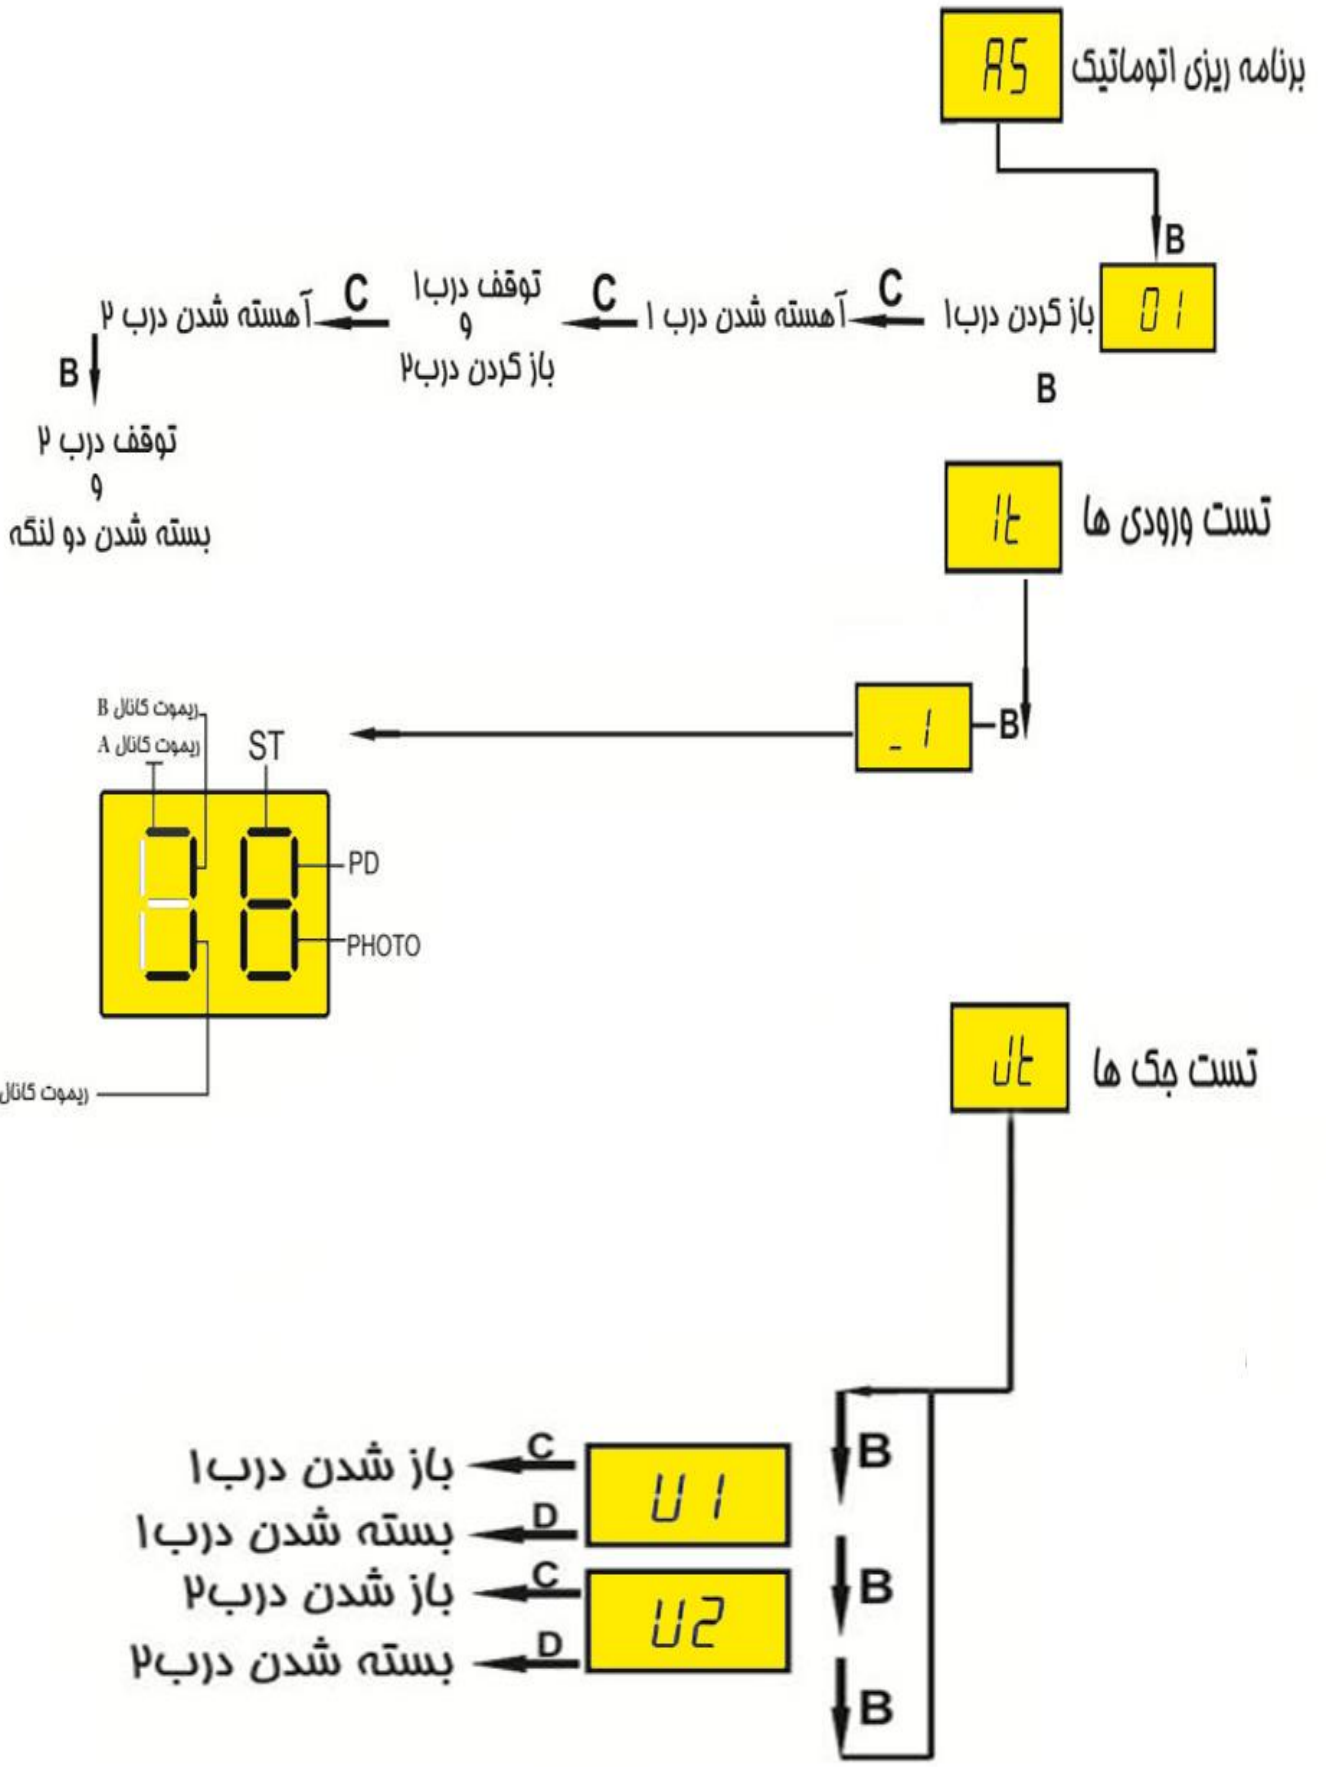 AS برنامه ریزی اتوماتیک
B
01 باز کردن درب۱
C
آهسته شدن درب ۱
C
توقف درب۱
و
باز کردن درب۲
C
آهسته شدن درب ۲
B
توقف درب ۲
و
بسته شدن دو لنگه
B
It تست ورودی ها
B
_1
ریموت کانال B
ریموت کانال A
ST
PD
PHOTO
ریموت کانال
Jt تست جک ها
B
B
B
U1
C باز شدن درب۱
D بسته شدن درب۱
U2
C باز شدن درب۲
D بسته شدن درب۲